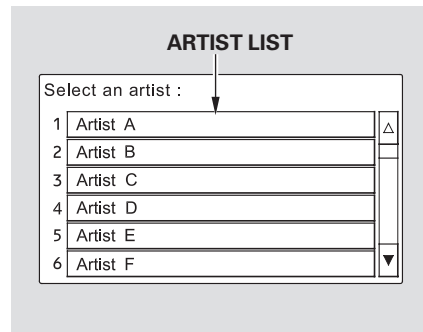 ARTIST LIST
Select an artist :
1 Artist A
2 Artist B
3 Artist C
4 Artist D
5 Artist E
6 Artist F